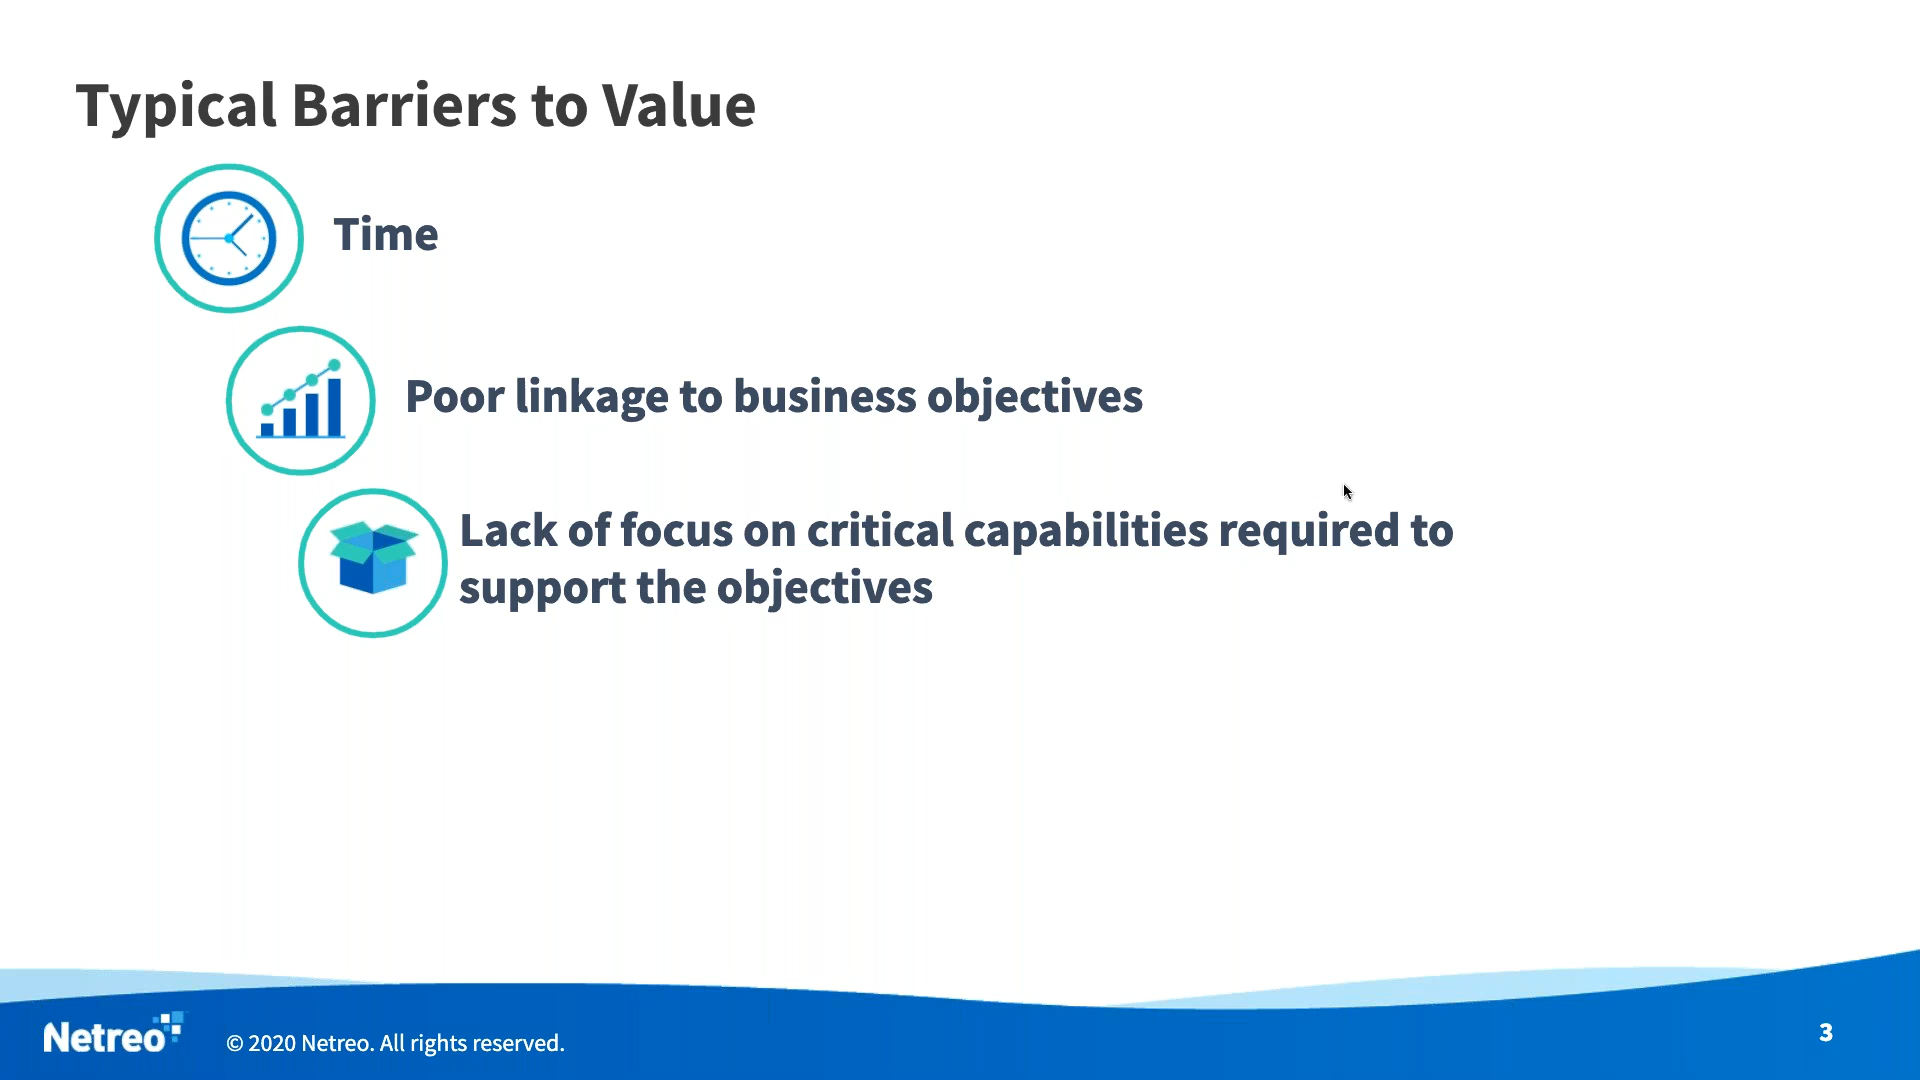 Typical Barriers to Value
Time
Poor linkage to business objectives
Lack of focus on critical capabilities required to
support the objectives
Netreo
© 2020 Netreo. All rights reserved.
3